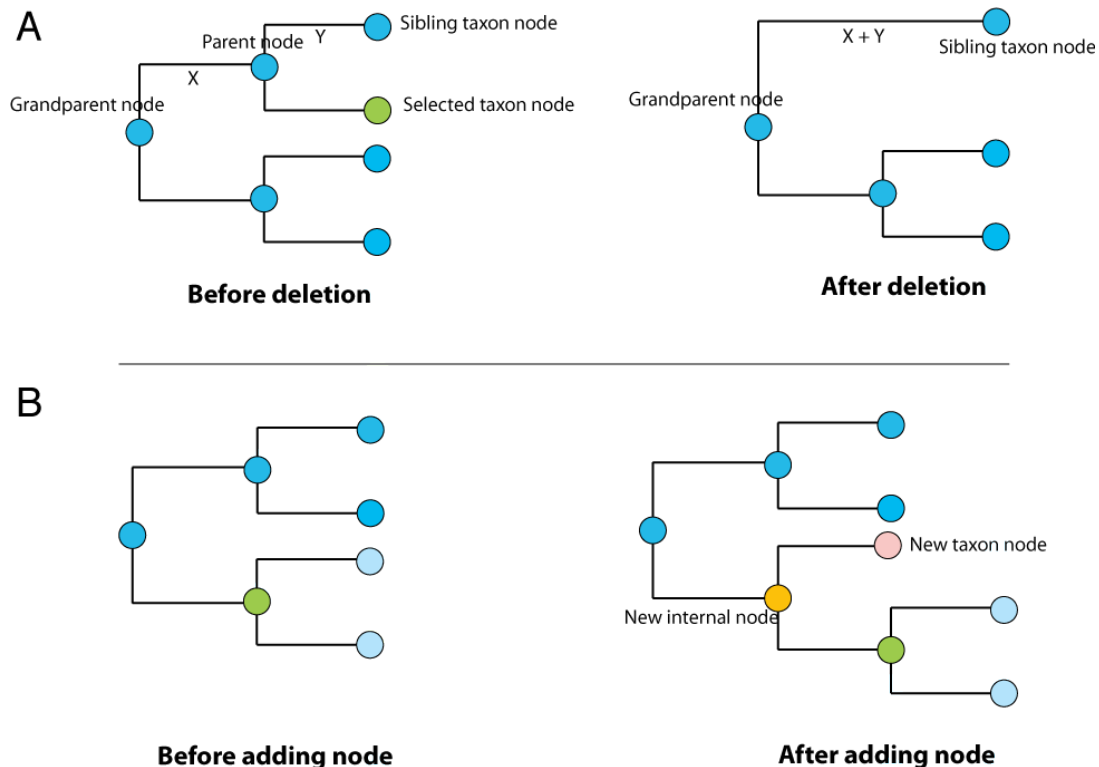 A
Parent node
Y
Sibling taxon node
X
Grandparent node
Selected taxon node
Before deletion
X + Y
Sibling taxon node
Grandparent node
After deletion
B
Before adding node
New taxon node
New internal node
After adding node